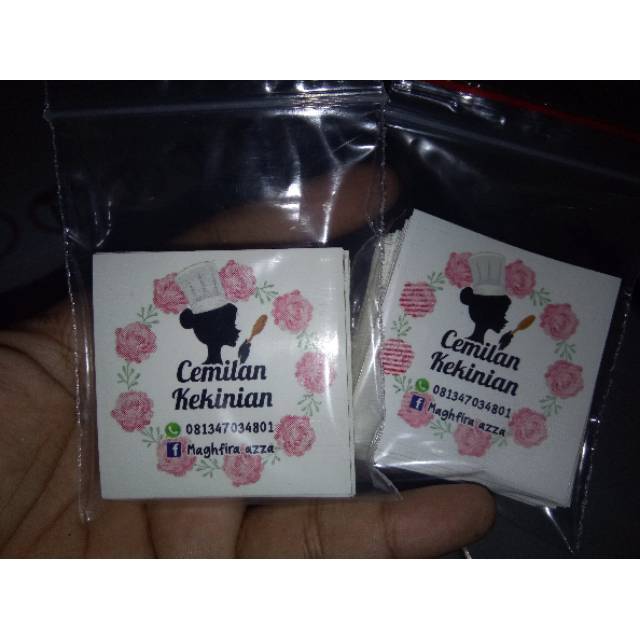 Cemilan
Kekinian
081347034801
Maghfira azza
Cemilan
Kekinian
081347034801
Maghfira azza